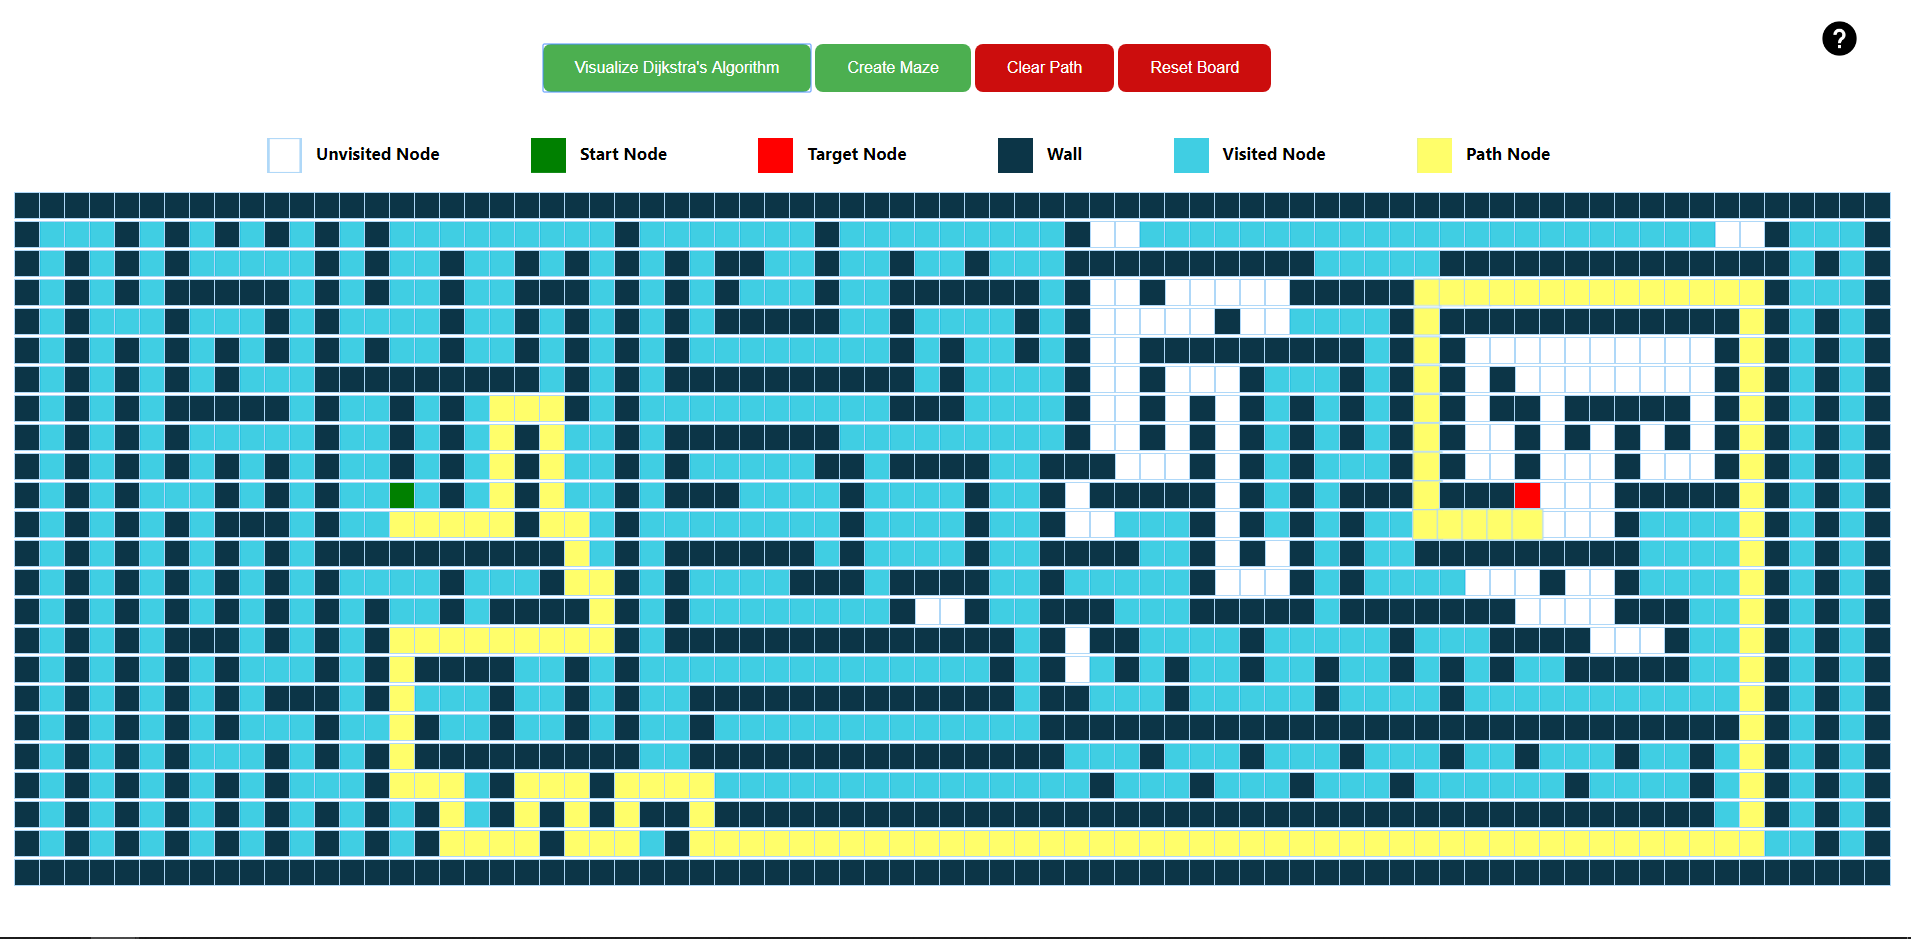 ?
Visualize Dijkstra's Algorithm Create Maze Clear Path Reset Board
Unvisited Node Start Node Target Node Wall Visited Node Path Node